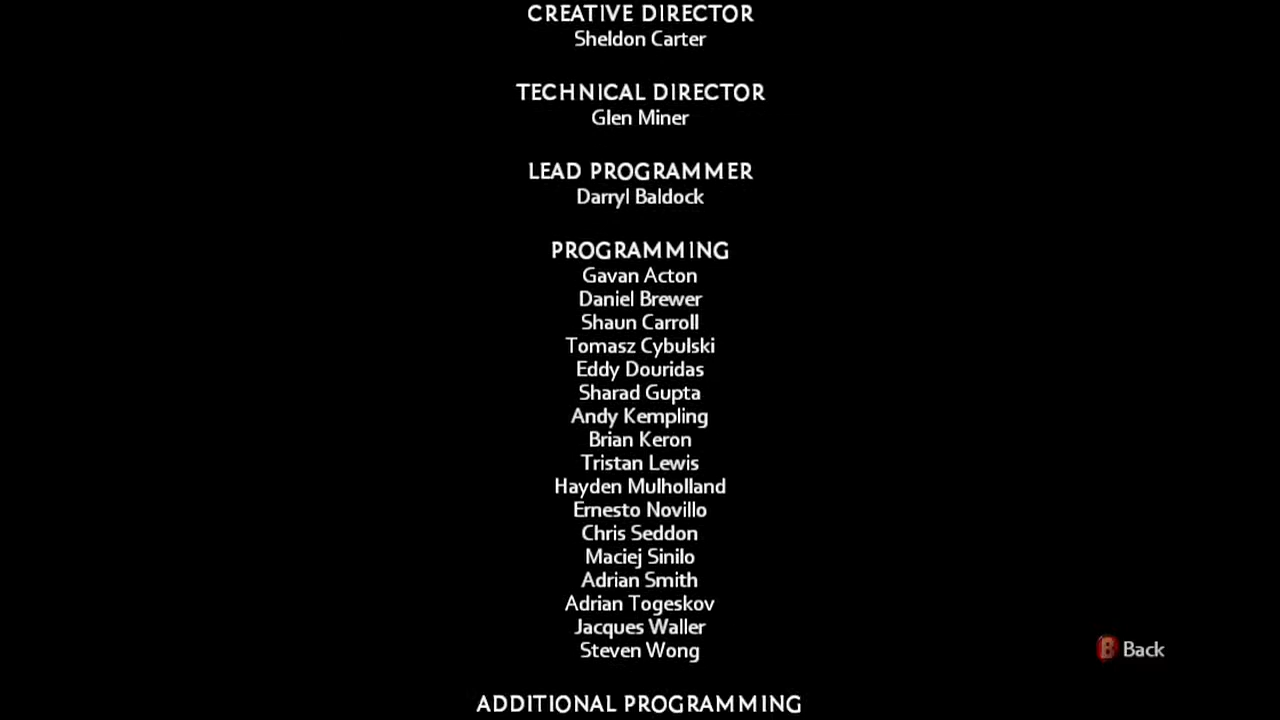 CREATIVE DIRECTOR
Sheldon Carter
TECHNICAL DIRECTOR
Glen Miner
LEAD PROGRAMMER
Darryl Baldock
PROGRAMMING
Gavan Acton
Daniel Brewer
Shaun Carroll
Tomasz Cybulski
Eddy Douridas
Sharad Gupta
Andy Kempling
Brian Keron
Tristan Lewis
Hayden Mulholland
Ernesto Novillo
Chris Seddon
Maciej Sinilo
Adrian Smith
Adrian Togeskov
Jacques Waller
Steven Wong
B Back
ADDITIONAL PROGRAMMING